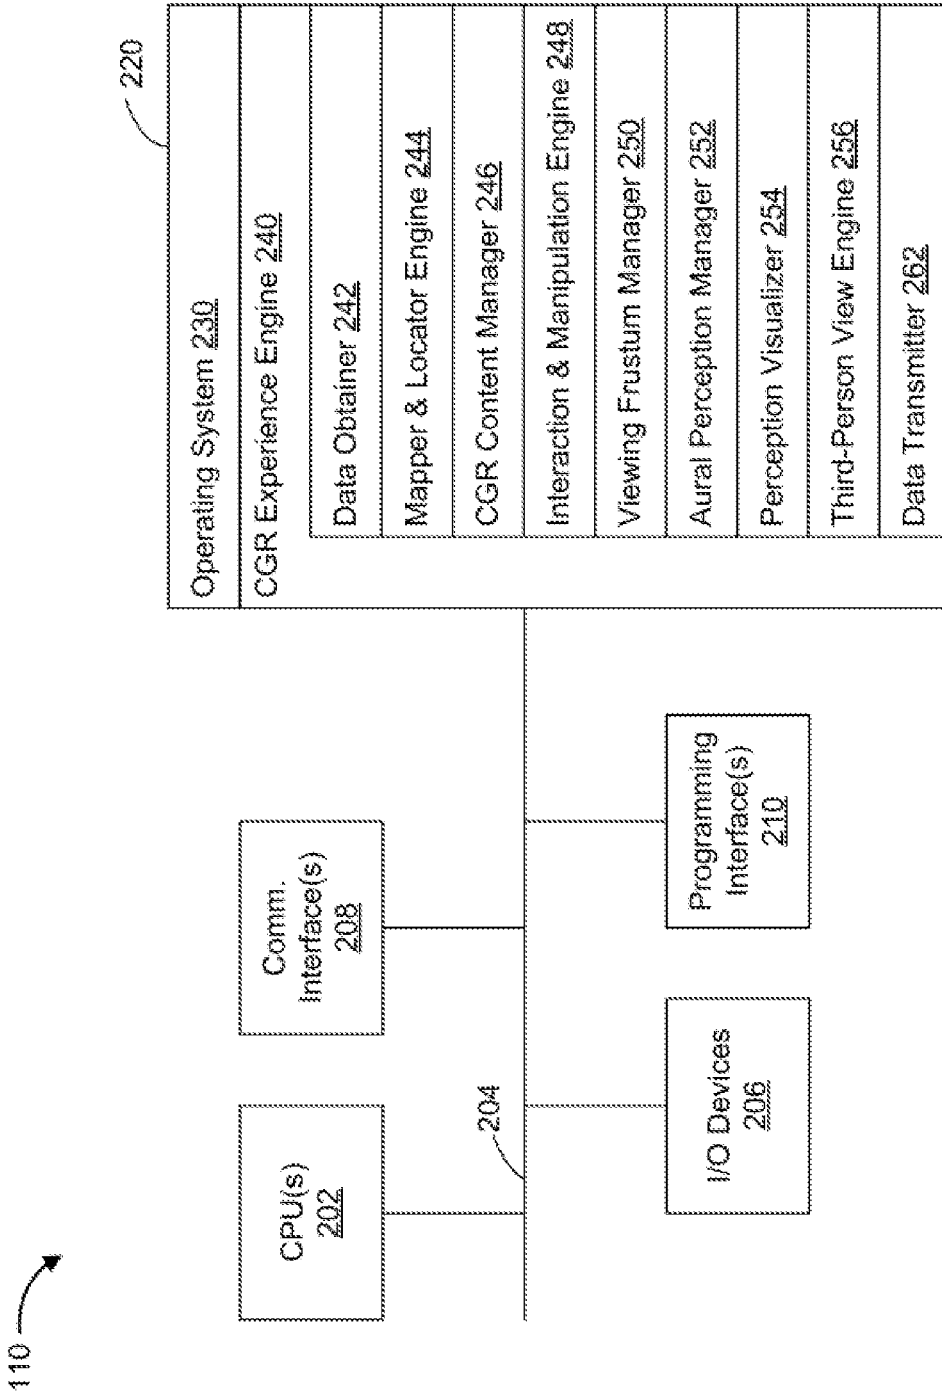 110
220
CPU(s)
202
Comm.
Interface(s)
208
204
I/O Devices
206
Programming
Interface(s)
210
Operating System 230
CGR Experience Engine 240
Data Obtainer 242
Mapper & Locator Engine 244
CGR Content Manager 246
Interaction & Manipulation Engine 248
Viewing Frustum Manager 250
Aural Perception Manager 252
Perception Visualizer 254
Third-Person View Engine 256
Data Transmitter 262